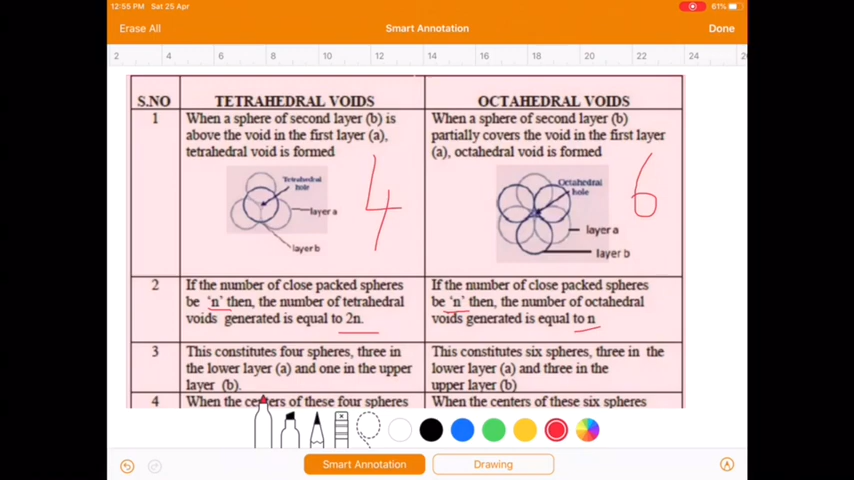 12:55 PM Sat 25 Apr
61%
Erase All
Smart Annotation
Done
2 4 6 8 10 12 14 16 18 20 22 24 26
S.NO
TETRAHEDRAL VOIDS
OCTAHEDRAL VOIDS
1
When a sphere of second layer (b) is
above the void in the first layer (a),
tetrahedral void is formed
Tetrahedral
hole
layer a
layer b
4
When a sphere of second layer (b)
partially covers the void in the first layer
(a), octahedral void is formed
Octahedral
hole
layer a
layer b
6
2
If the number of close packed spheres
be ‘n’ then, the number of tetrahedral
voids generated is equal to 2n.
If the number of close packed spheres
be ‘n’ then, the number of octahedral
voids generated is equal to n
3
This constitutes four spheres, three in
the lower layer (a) and one in the upper
layer (b).
This constitutes six spheres, three in the
lower layer (a) and three in the
upper layer (b)
4
When the centers of these four spheres
When the centers of these six spheres
Smart Annotation
Drawing